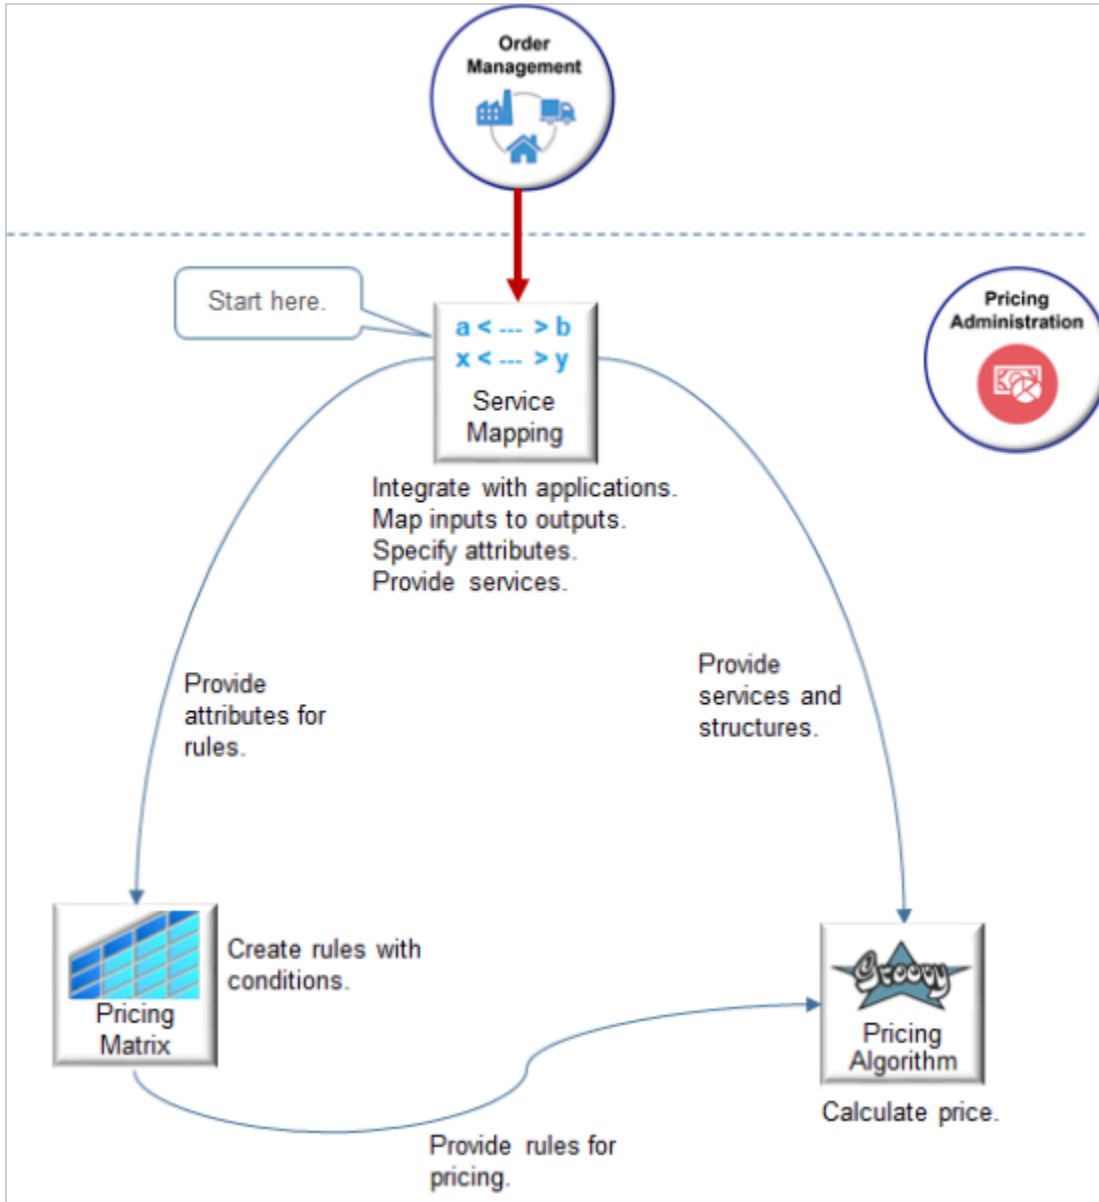 Order
Management
Start here.
a < --- > b
x < --- > y
Service
Mapping
Pricing
Administration
Integrate with applications.
Map inputs to outputs.
Specify attributes.
Provide services.
Provide
attributes for
rules.
Provide
services and
structures.
Pricing
Matrix
Create rules with
conditions.
Groovy
Pricing
Algorithm
Calculate price.
Provide rules for
pricing.